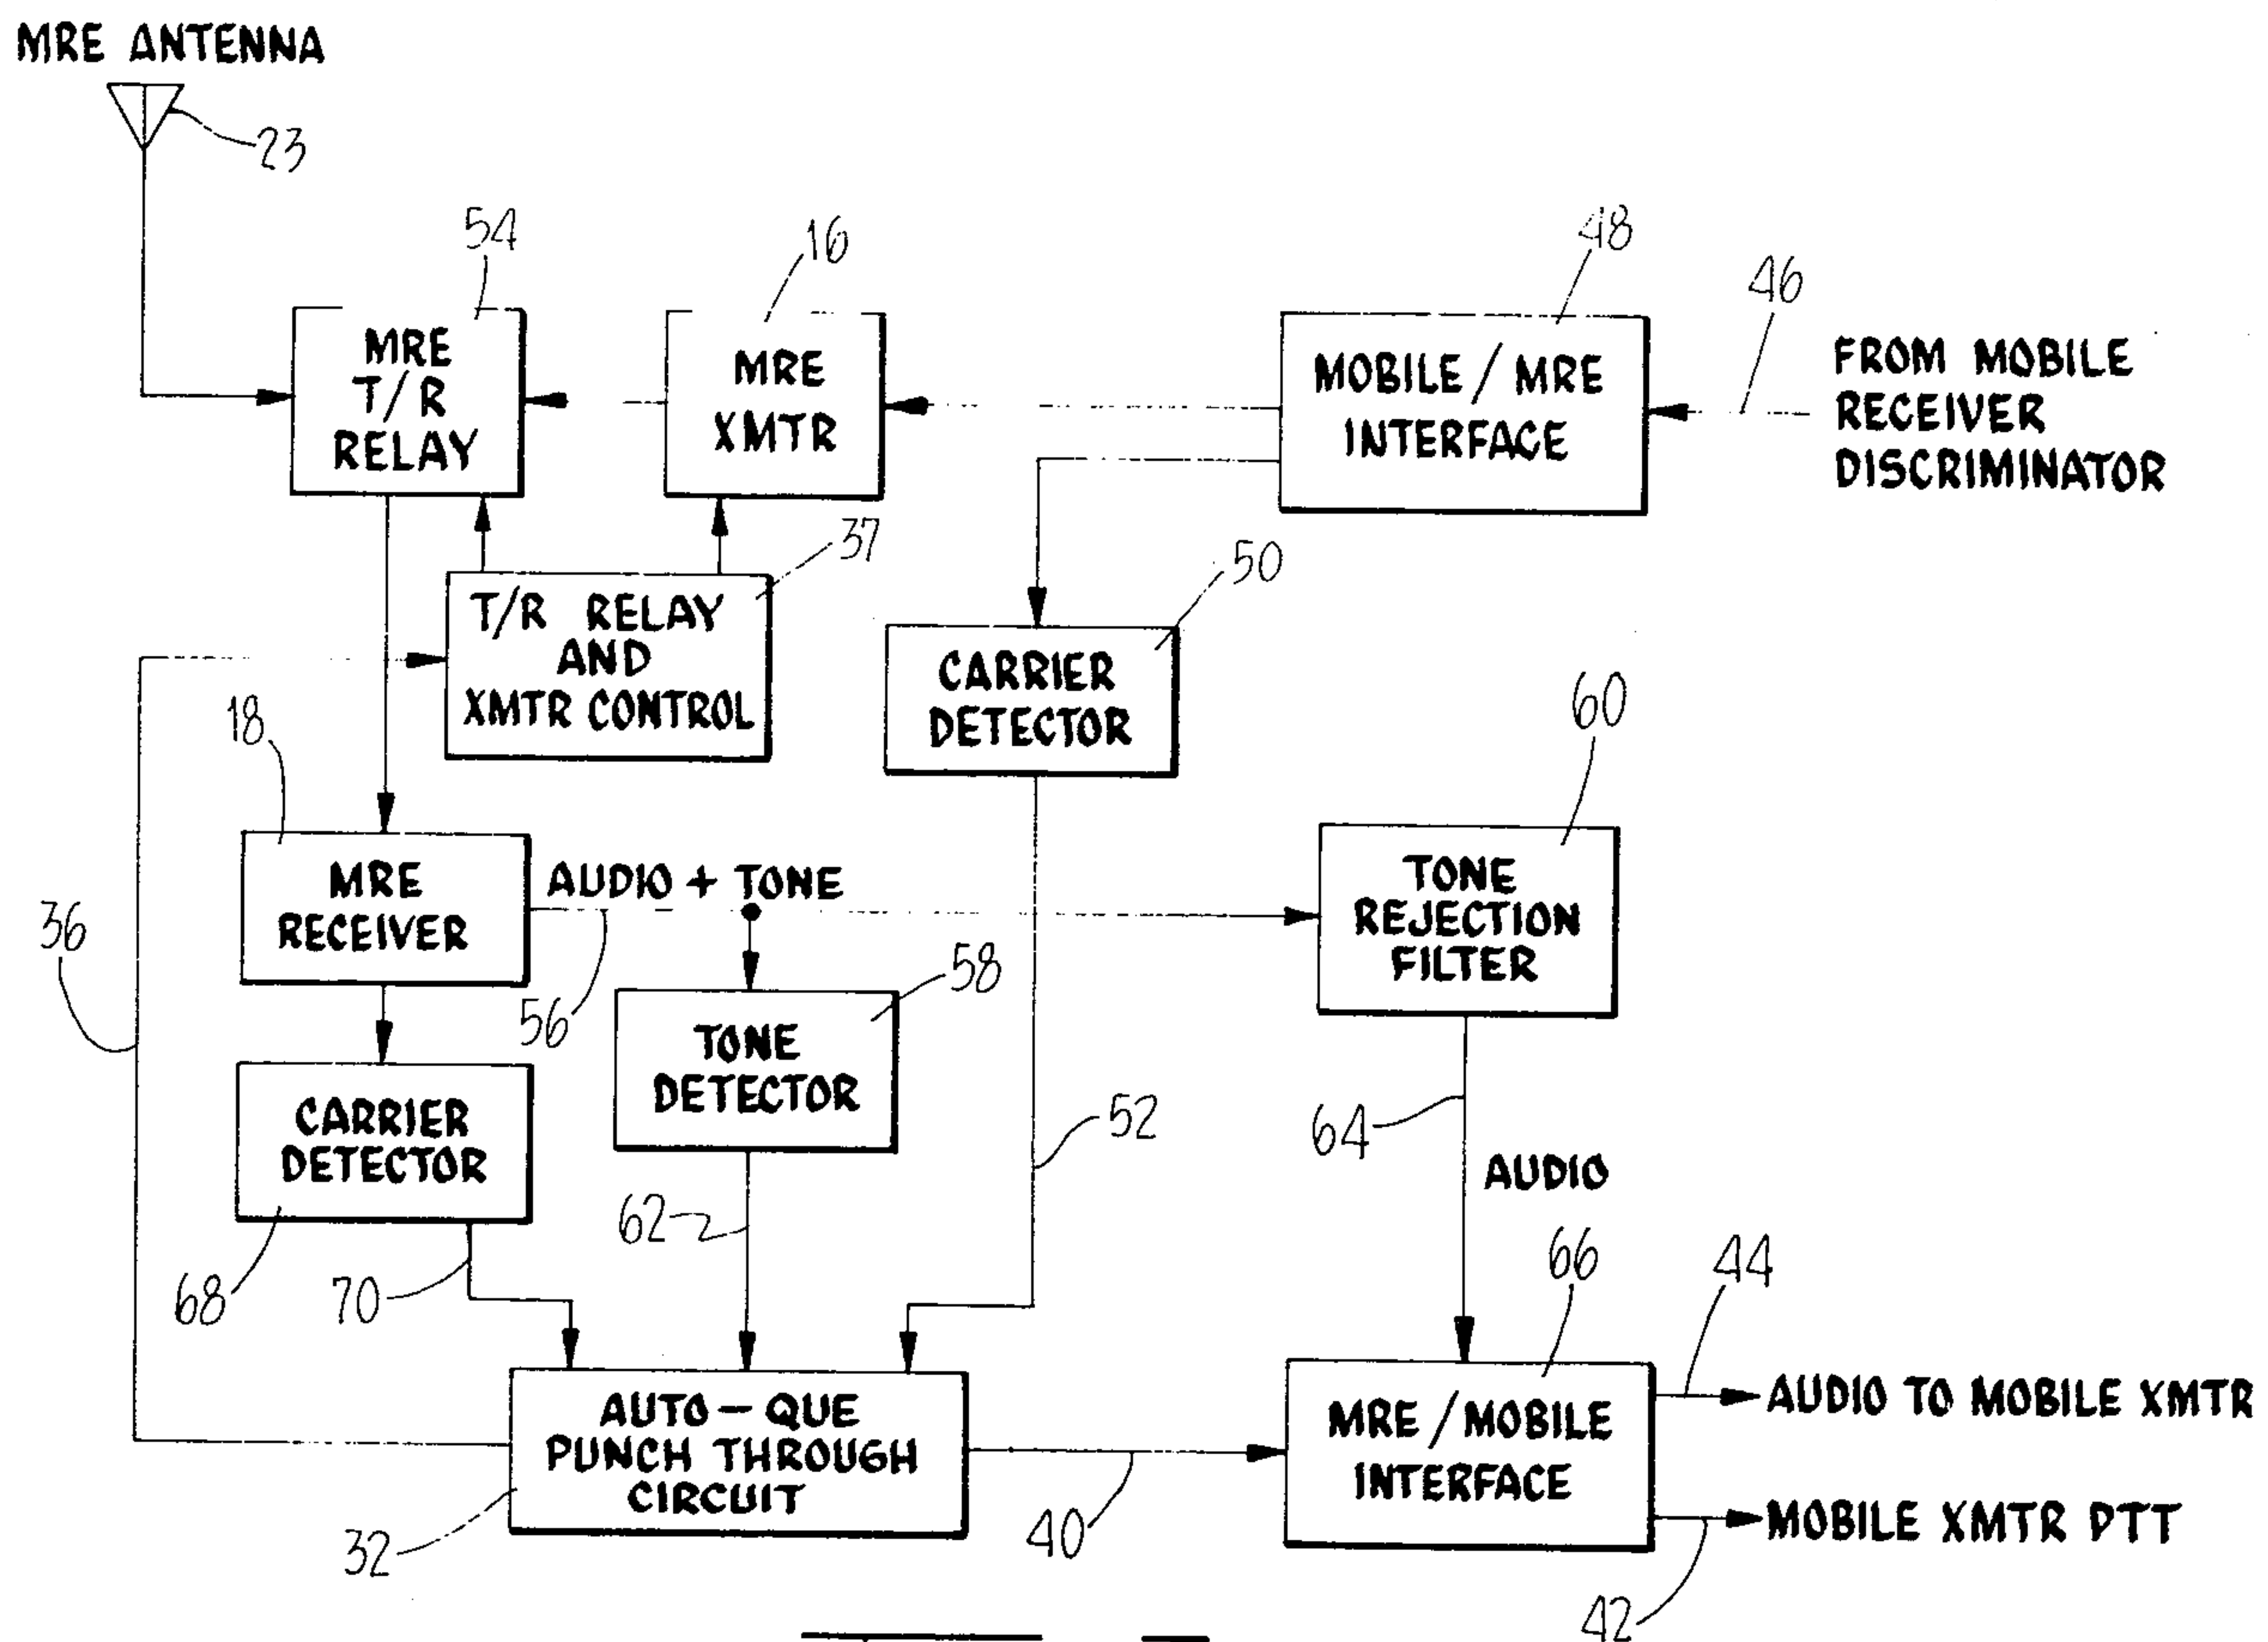 MRE ANTENNA
23
54
16
48
46
MRE
T/R
RELAY
MRE
XMTR
MOBILE / MRE
INTERFACE
FROM MOBILE
RECEIVER
DISCRIMINATOR
37
50
T/R RELAY
AND
XMTR CONTROL
CARRIER
DETECTOR
60
18
MRE
RECEIVER
AUDIO + TONE
TONE
REJECTION
FILTER
36
56
58
TONE
DETECTOR
CARRIER
DETECTOR
52
64
AUDIO
62
68
70
66
44
AUTO-QUE
PUNCH THROUGH
CIRCUIT
MRE / MOBILE
INTERFACE
AUDIO TO MOBILE XMTR
MOBILE XMTR PTT
32
40
42